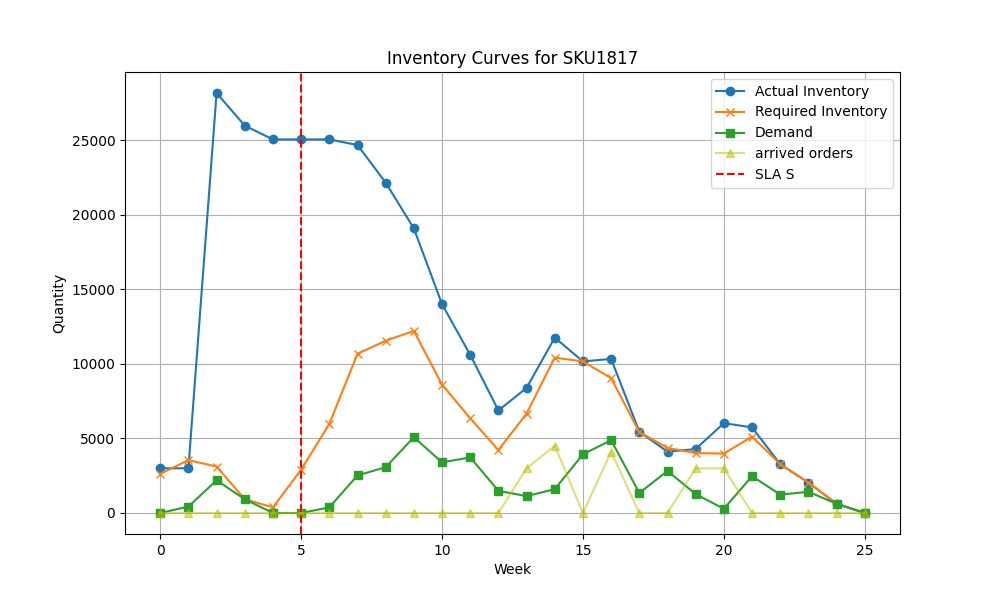 Inventory Curves for SKU1817
Actual Inventory
Required Inventory
Demand
arrived orders
SLA S
Quantity
25000
20000
15000
10000
5000
0
0 5 10 15 20 25
Week